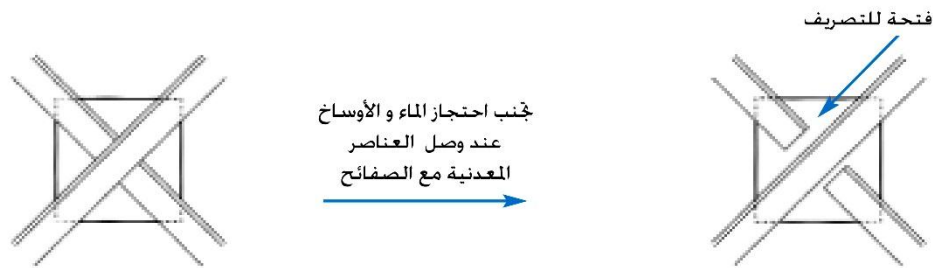 فتحة للتصريف
تجنب احتجاز الماء و الأوساخ
عند وصل العناصر
المعدنية مع الصفائح